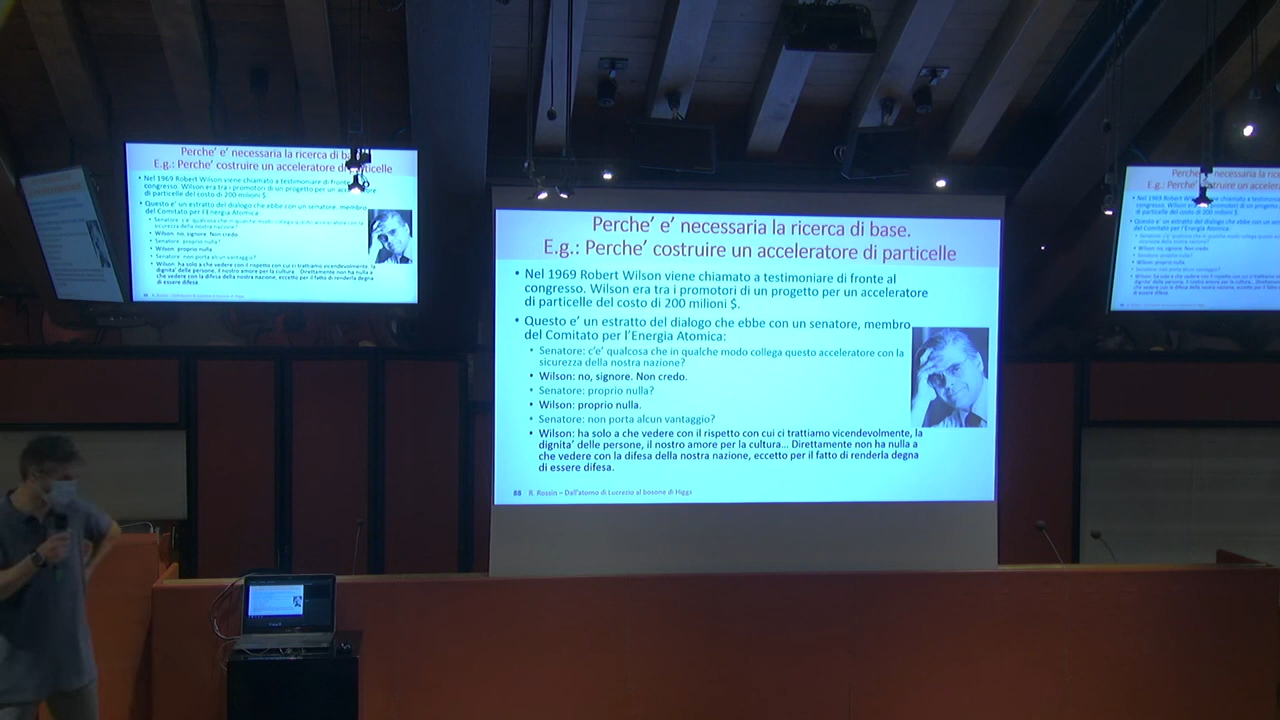 Perche’ e’ necessaria la ricerca di base.
E.g.: Perche’ costruire un acceleratore di particelle
• Nel 1969 Robert Wilson viene chiamato a testimoniare di fronte al
congresso. Wilson era tra i promotori di un progetto per un acceleratore
di particelle del costo di 200 milioni $.
• Questo e’ un estratto del dialogo che ebbe con un senatore, membro
del Comitato per l’Energia Atomica:
• Senatore: c’e’ qualcosa che in qualche modo collega questo acceleratore con la
sicurezza della nostra nazione?
• Wilson: no, signore. Non credo.
• Senatore: proprio nulla?
• Wilson: proprio nulla.
• Senatore: non porta alcun vantaggio?
• Wilson: ha solo a che vedere con il rispetto con cui ci trattiamo vicendevolmente, la
dignita’ delle persone, il nostro amore per la cultura... Direttamente non ha nulla a
che vedere con la difesa della nostra nazione, eccetto per il fatto di renderla degna
di essere difesa.
88 R. Rossin – Dall’atomo di Lucrezio al bosone di Higgs